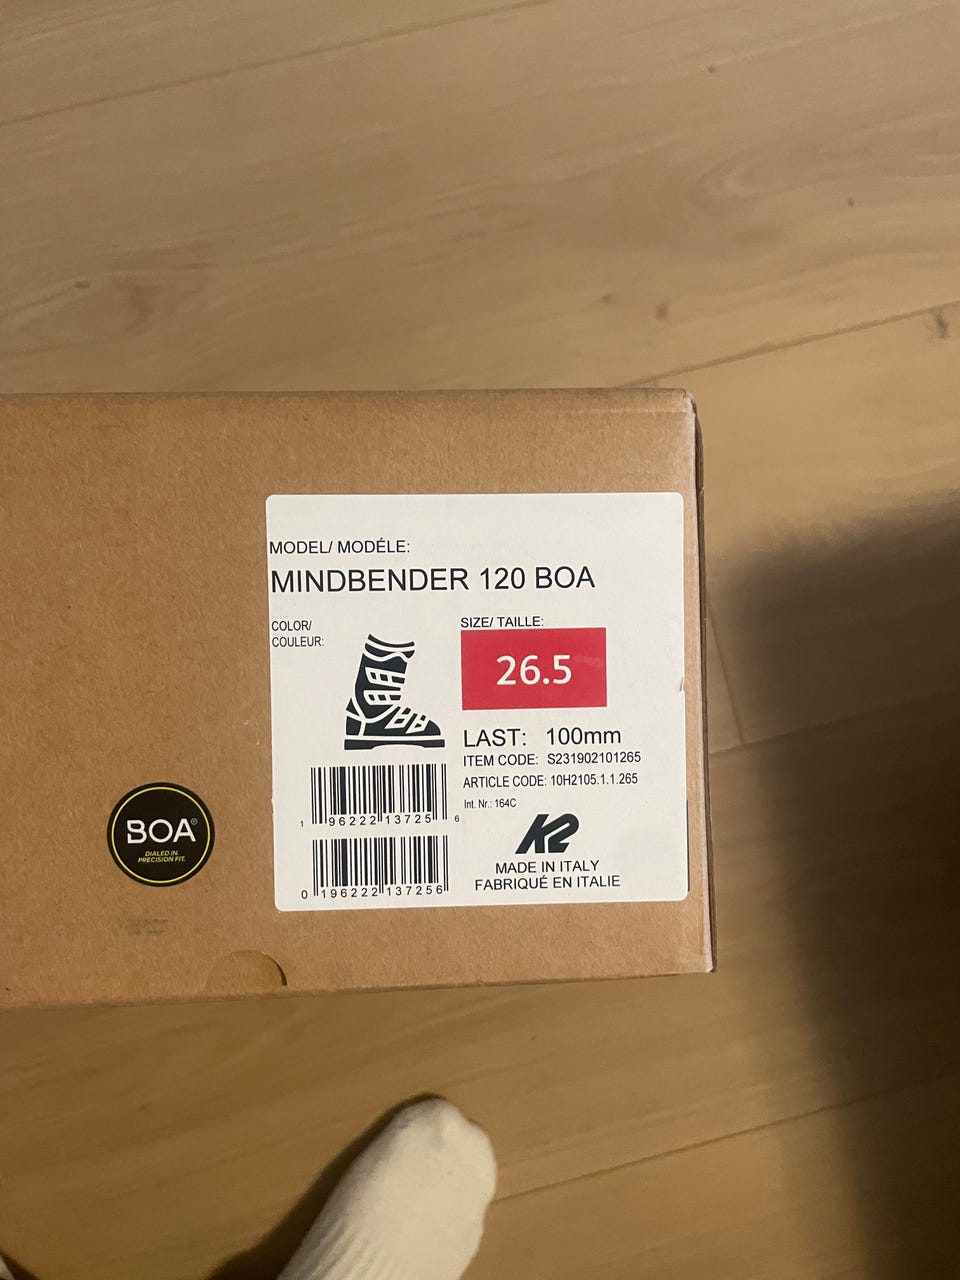 MODEL/ MODÉLE:
MINDBENDER 120 BOA
COLOR/
COULEUR:
SIZE/ TAILLE:
26.5
LAST: 100mm
ITEM CODE: S231902101265
ARTICLE CODE: 10H2105.1.1.265
Int. Nr.: 164C
1 96222 13725 6
0 196222 137256
K2
MADE IN ITALY
FABRIQUÉ EN ITALIE
BOA®
DIALED IN.
PRECISION FIT.